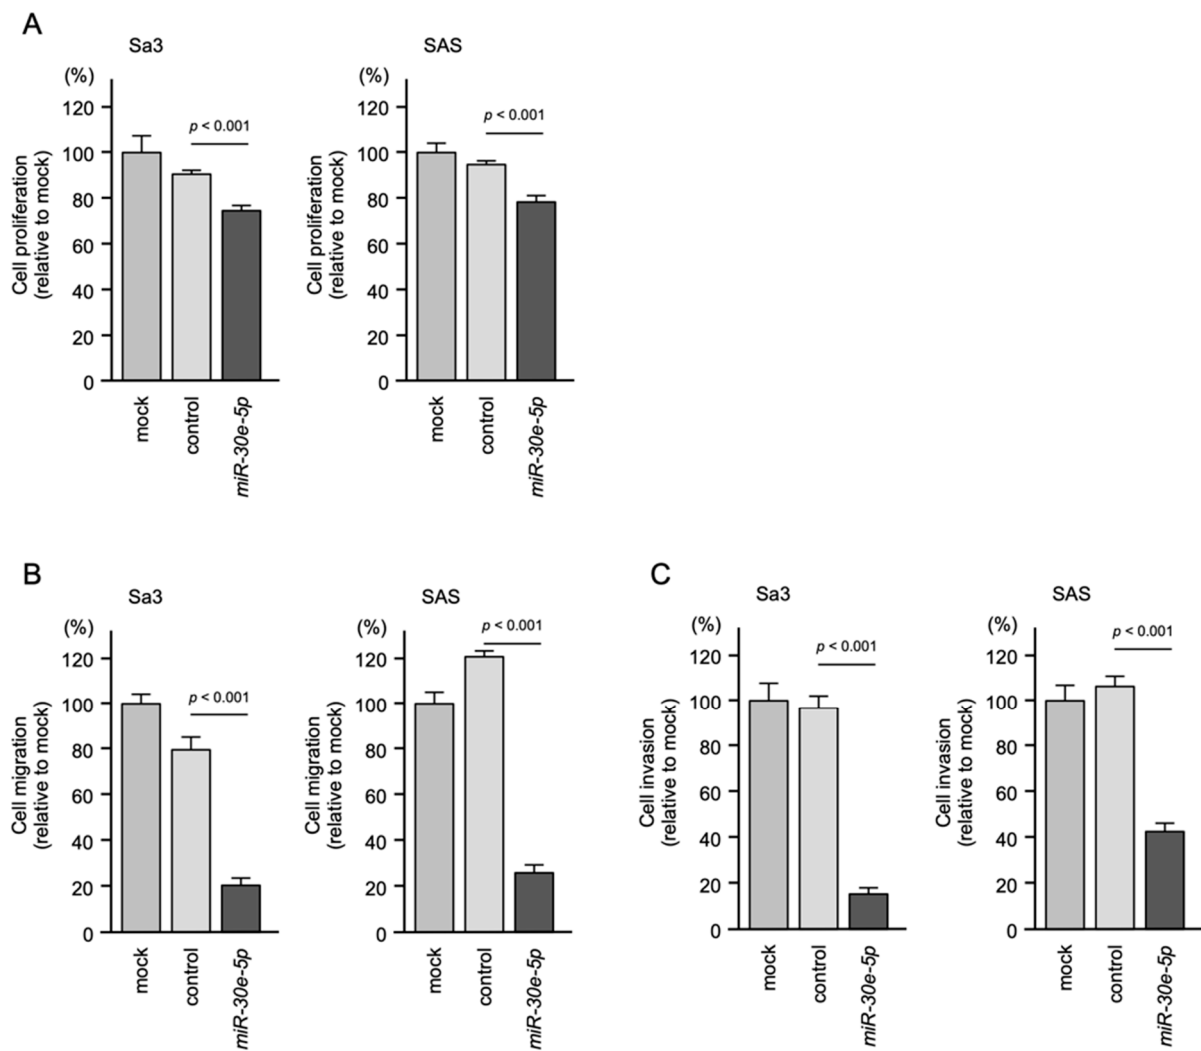 A
Sa3
(%)
120
100
80
60
40
20
0
Cell proliferation
(relative to mock)
p < 0.001
mock
control
miR-30e-5p
SAS
(%)
120
100
80
60
40
20
0
Cell proliferation
(relative to mock)
p < 0.001
mock
control
miR-30e-5p
B
Sa3
(%)
120
100
80
60
40
20
0
Cell migration
(relative to mock)
p < 0.001
mock
control
miR-30e-5p
SAS
(%)
120
100
80
60
40
20
0
Cell migration
(relative to mock)
p < 0.001
mock
control
miR-30e-5p
C
Sa3
(%)
120
100
80
60
40
20
0
Cell invasion
(relative to mock)
p < 0.001
mock
control
miR-30e-5p
SAS
(%)
120
100
80
60
40
20
0
Cell invasion
(relative to mock)
p < 0.001
mock
control
miR-30e-5p